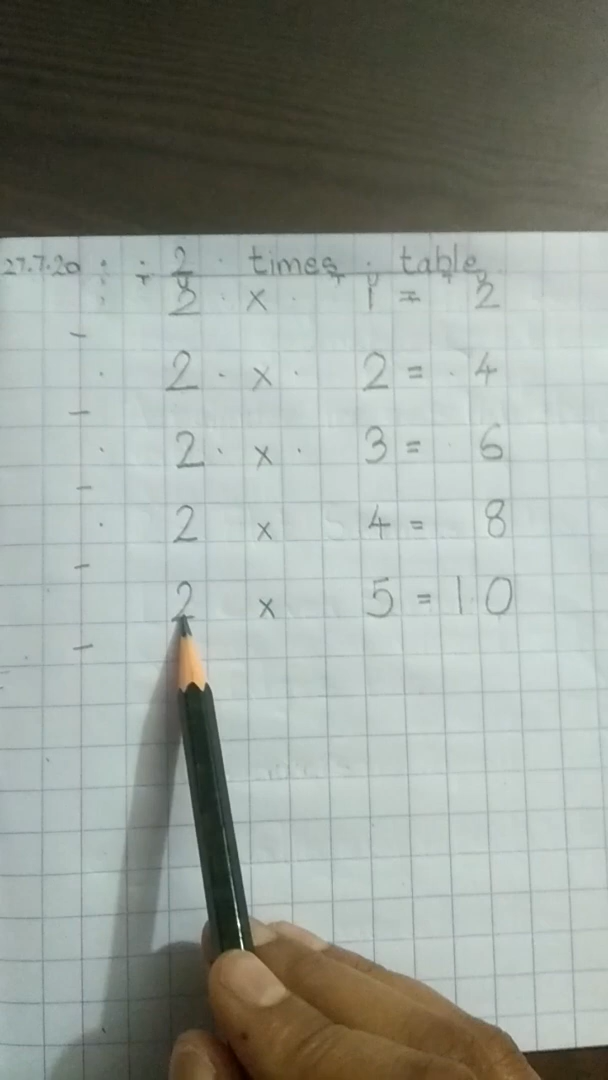 27.7.20 2 times table
2 x 1 = 2
2 x 2 = 4
2 x 3 = 6
2 x 4 = 8
2 x 5 = 10